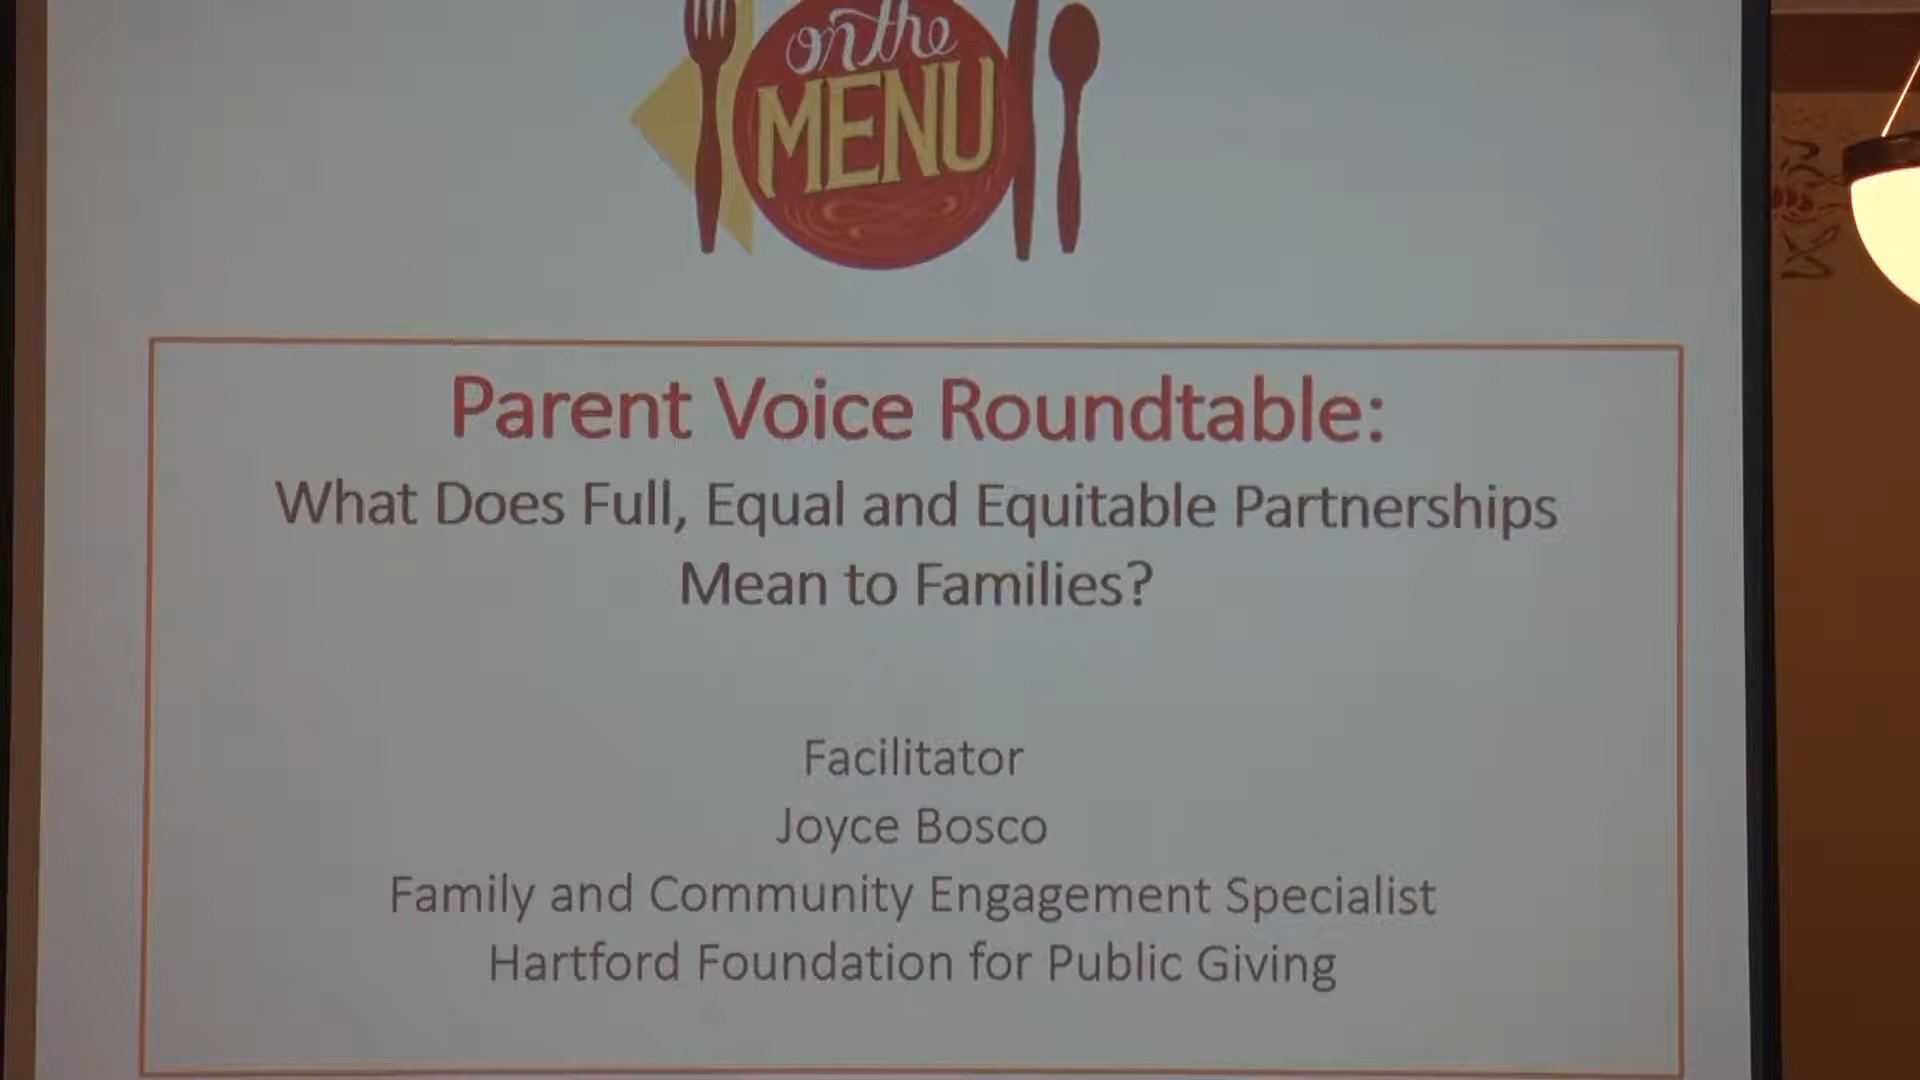 on the
MENU
Parent Voice Roundtable:
What Does Full, Equal and Equitable Partnerships
Mean to Families?
Facilitator
Joyce Bosco
Family and Community Engagement Specialist
Hartford Foundation for Public Giving